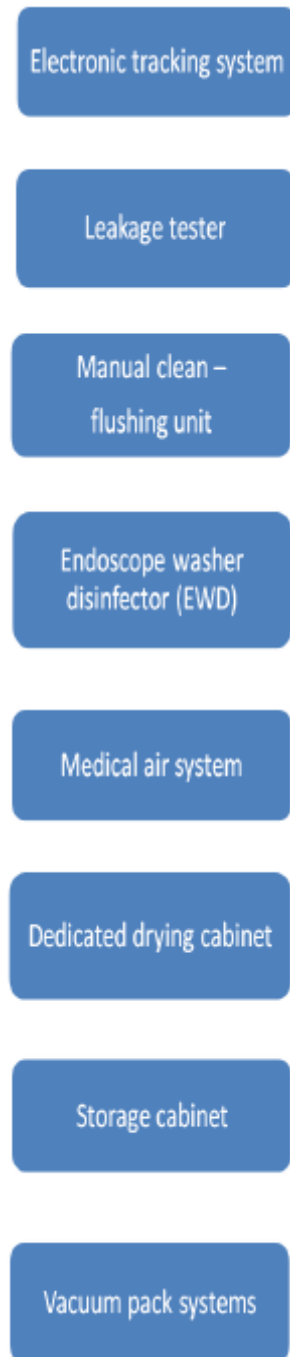 Electronic tracking system
Leakage tester
Manual clean –
flushing unit
Endoscope washer
disinfector (EWD)
Medical air system
Dedicated drying cabinet
Storage cabinet
Vacuum pack systems